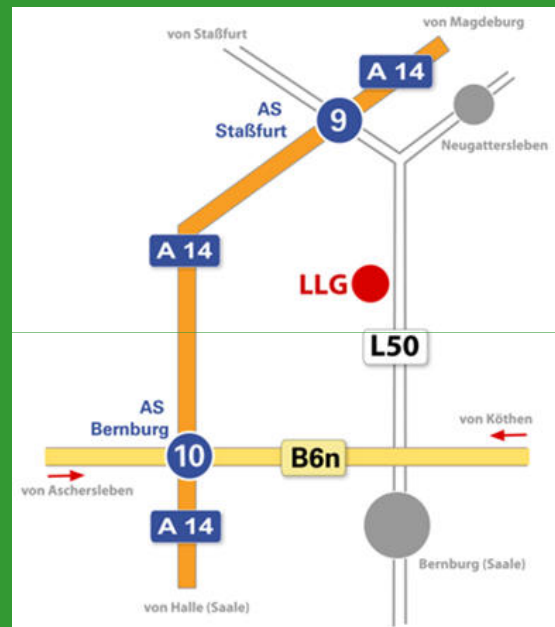 von Magdeburg
von Staßfurt
A 14
AS
Staßfurt
9
Neugattersleben
A 14
LLG
L50
AS
Bernburg
von Köthen
10
B6n
von Aschersleben
A 14
Bernburg (Saale)
von Halle (Saale)